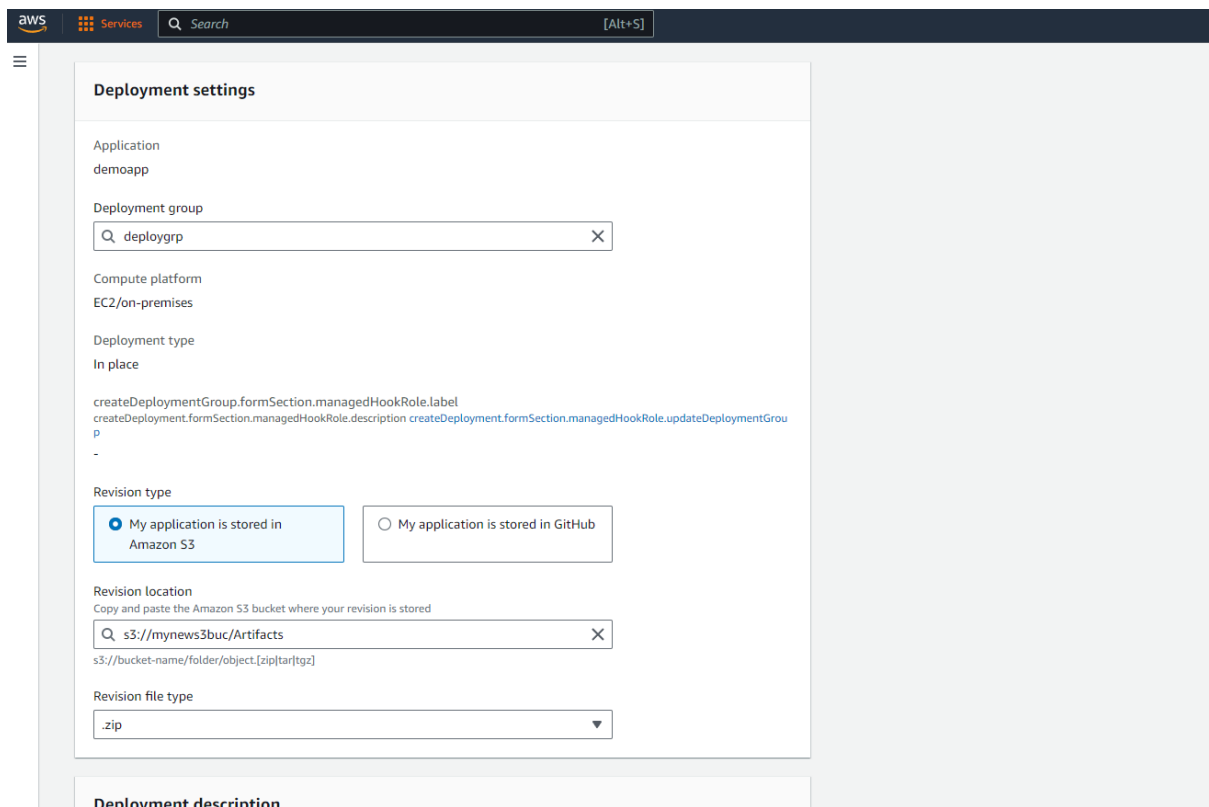 aws
Services
Search
[Alt+S]
Deployment settings
Application
demoapp
Deployment group
deploygrp
Compute platform
EC2/on-premises
Deployment type
In place
createDeploymentGroup.formSection.managedHookRole.label
createDeployment.formSection.managedHookRole.description createDeployment.formSection.managedHookRole.updateDeploymentGrou
p
-
Revision type
My application is stored in
Amazon S3
My application is stored in GitHub
Revision location
Copy and paste the Amazon S3 bucket where your revision is stored
s3://mynews3buc/Artifacts
s3://bucket-name/folder/object.[zip|tar|tgz]
Revision file type
.zip
Deployment description